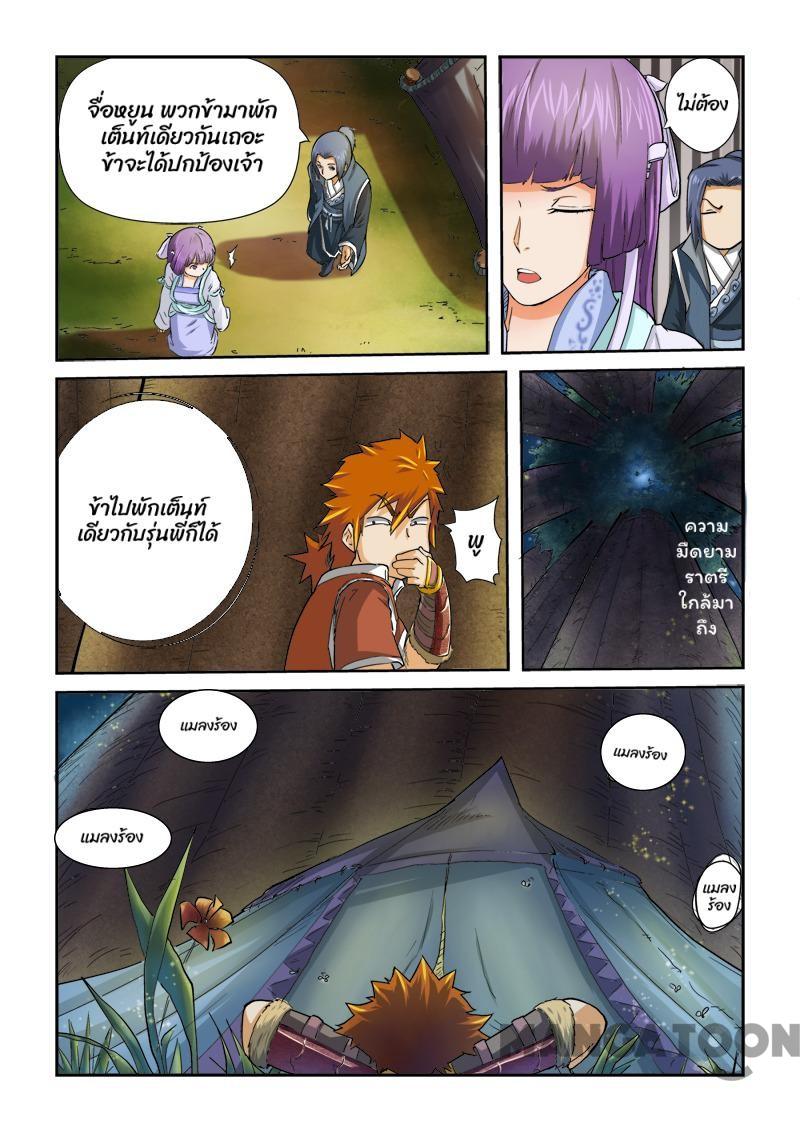 จื่อหยูน พวกข้ามาพัก
เต็นท์เดียวกันเถอะ
ข้าจะได้ปกป้องเจ้า
ไม่ต้อง
ข้าไปพักเต็นท์
เดียวกับรุ่นพี่ก็ได้
พู
ความ
มืดยาม
ราตรี
ใกล้มา
ถึง
แมลงร้อง
แมลงร้อง
แมลงร้อง
แมลง
ร้อง
MANGATOON